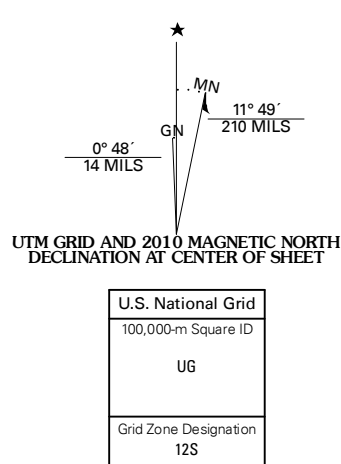 ★
MN
GN
11° 49´
210 MILS
0° 48´
14 MILS
UTM GRID AND 2010 MAGNETIC NORTH
DECLINATION AT CENTER OF SHEET
U.S. National Grid
100,000-m Square ID
UG
Grid Zone Designation
12S